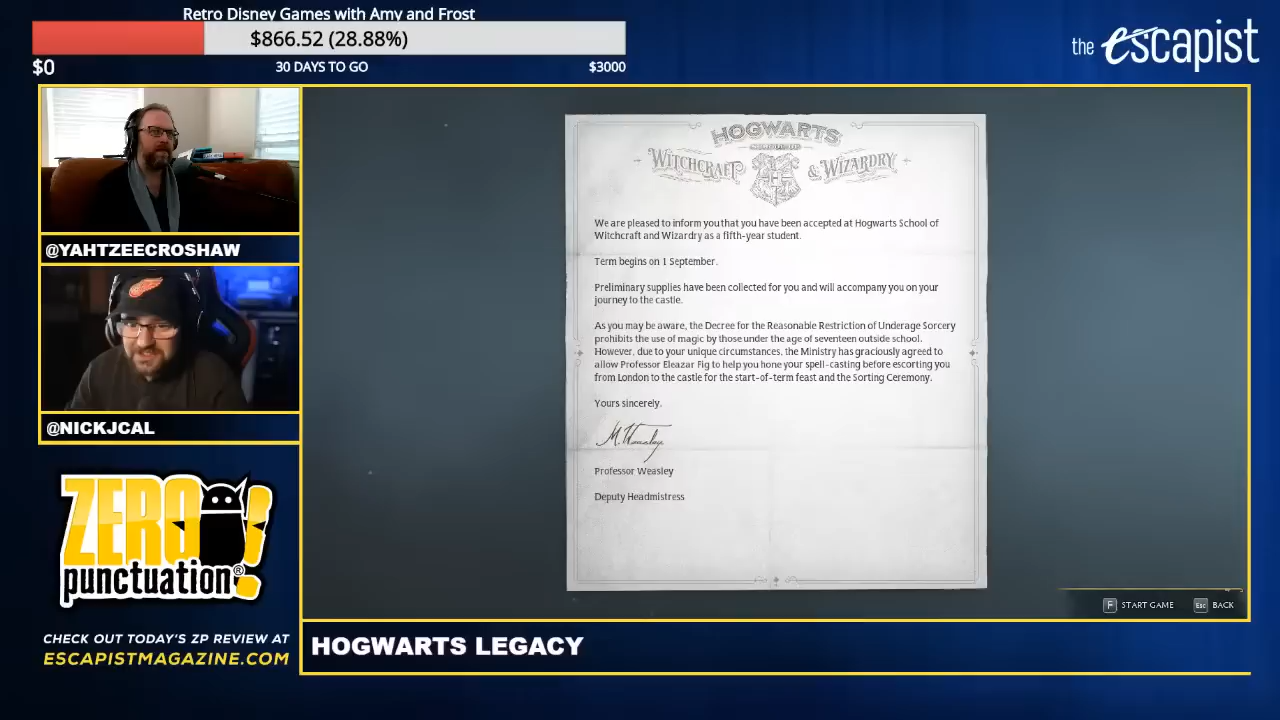 Retro Disney Games with Amy and Frost
$866.52 (28.88%)
$0
30 DAYS TO GO
$3000
the escapist
@YAHTZEECROSHAW
@NICKJCAL
ZERO
punctuation®
CHECK OUT TODAY'S ZP REVIEW AT
ESCAPISTMAGAZINE.COM
HOGWARTS
WITCHCRAFT & WIZARDRY
We are pleased to inform you that you have been accepted at Hogwarts School of
Witchcraft and Wizardry as a fifth-year student.
Term begins on 1 September.
Preliminary supplies have been collected for you and will accompany you on your
journey to the castle.
As you may be aware, the Decree for the Reasonable Restriction of Underage Sorcery
prohibits the use of magic by those under the age of seventeen outside school.
However, due to your unique circumstances, the Ministry has graciously agreed to
allow Professor Eleazar Fig to help you hone your spell-casting before escorting you
from London to the castle for the start-of-term feast and the Sorting Ceremony.
Yours sincerely,
M. Weasley
Professor Weasley
Deputy Headmistress
F START GAME
Esc BACK
HOGWARTS LEGACY